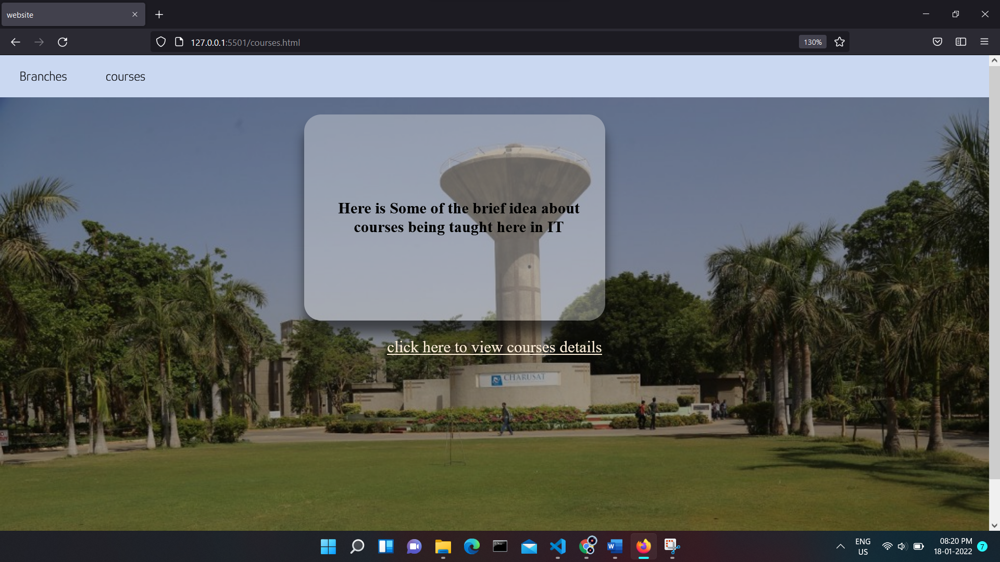 website
127.0.0.1:5501/courses.html
130%
Branches
courses
Here is Some of the brief idea about
courses being taught here in IT
click here to view courses details
CHARUSAT
ENG
US
08:20 PM
18-01-2022
7